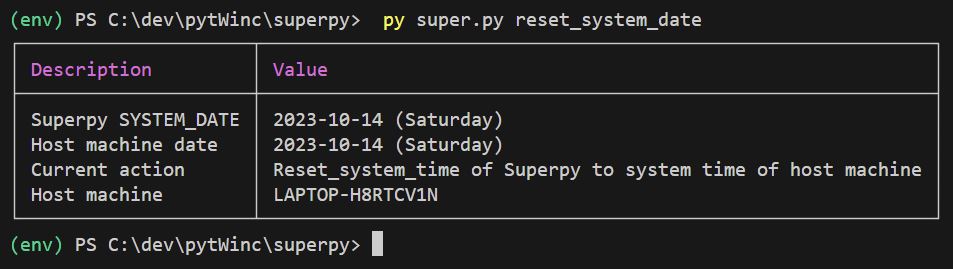 (env) PS C:\dev\pytWinc\superpy>  py super.py reset_system_date
Description Value
Superpy SYSTEM_DATE 2023-10-14 (Saturday)
Host machine date 2023-10-14 (Saturday)
Current action Reset_system_time of Superpy to system time of host machine
Host machine LAPTOP-H8RTCV1N
(env) PS C:\dev\pytWinc\superpy>